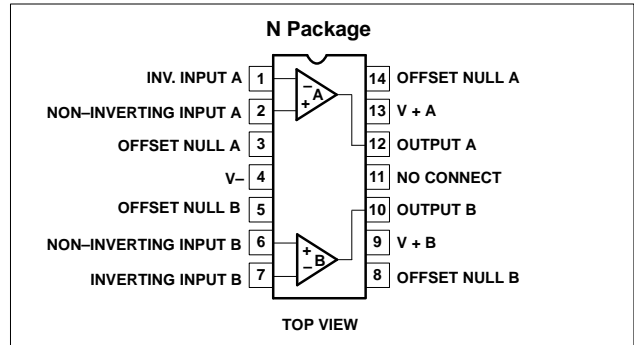 N Package
INV. INPUT A 1 14 OFFSET NULL A
NON–INVERTING INPUT A 2 13 V + A
− + A
OFFSET NULL A 3 12 OUTPUT A
V– 4 11 NO CONNECT
OFFSET NULL B 5 10 OUTPUT B
NON–INVERTING INPUT B 6 9 V + B
+ − B
INVERTING INPUT B 7 8 OFFSET NULL B
TOP VIEW